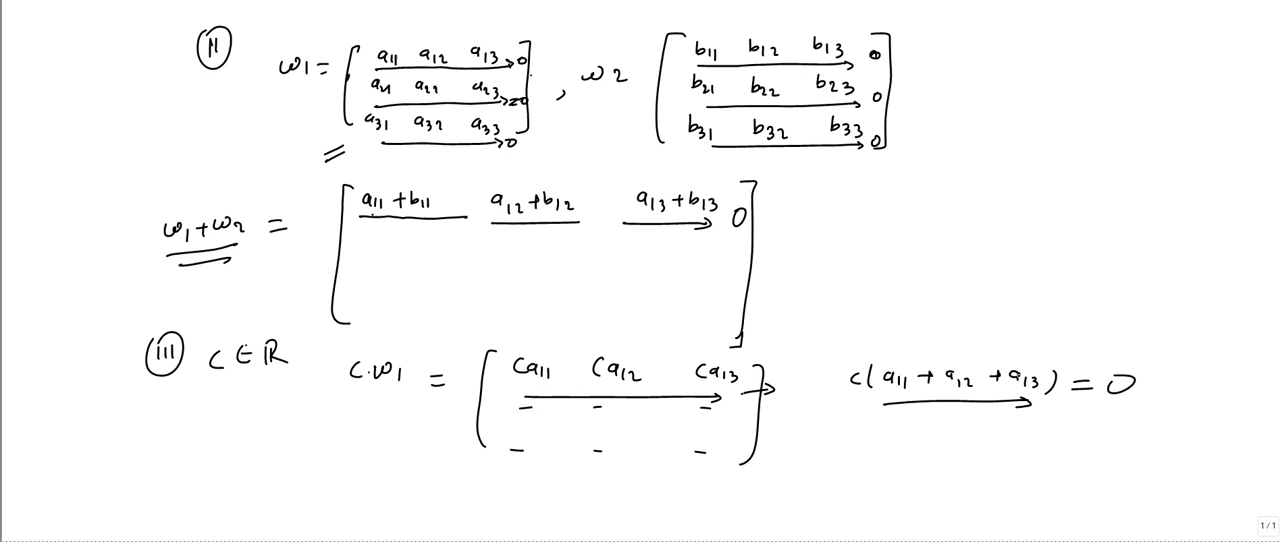 (II) w1 = [ a11 a12 a13 → 0 ] , w2 [ b11 b12 b13 0 ]
a21 a22 a23 → =0 b21 b22 b23 0
a31 a32 a33 → 0 b31 b32 b33 0
w1+w2 = [ a11+b11 a12+b12 a13+b13 0 ]
(III) C ∈ R C.w1 = [ Ca11 Ca12 Ca13 ] → c(a11 + a12 + a13) = 0
- - -
- - -
1/1